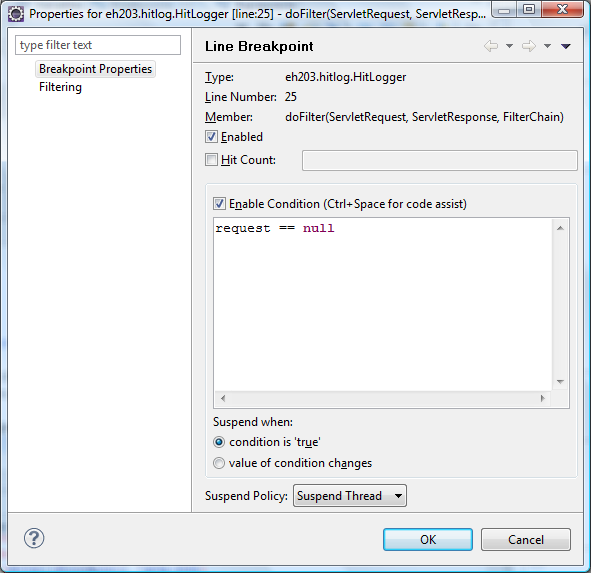 Properties for eh203.hitlog.HitLogger [line:25] - doFilter(ServletRequest, ServletResp...
type filter text
Breakpoint Properties
Filtering
Line Breakpoint
Type: eh203.hitlog.HitLogger
Line Number: 25
Member: doFilter(ServletRequest, ServletResponse, FilterChain)
Enabled
Hit Count:
Enable Condition (Ctrl+Space for code assist)
request == null
Suspend when:
condition is 'true'
value of condition changes
Suspend Policy: Suspend Thread
?
OK Cancel